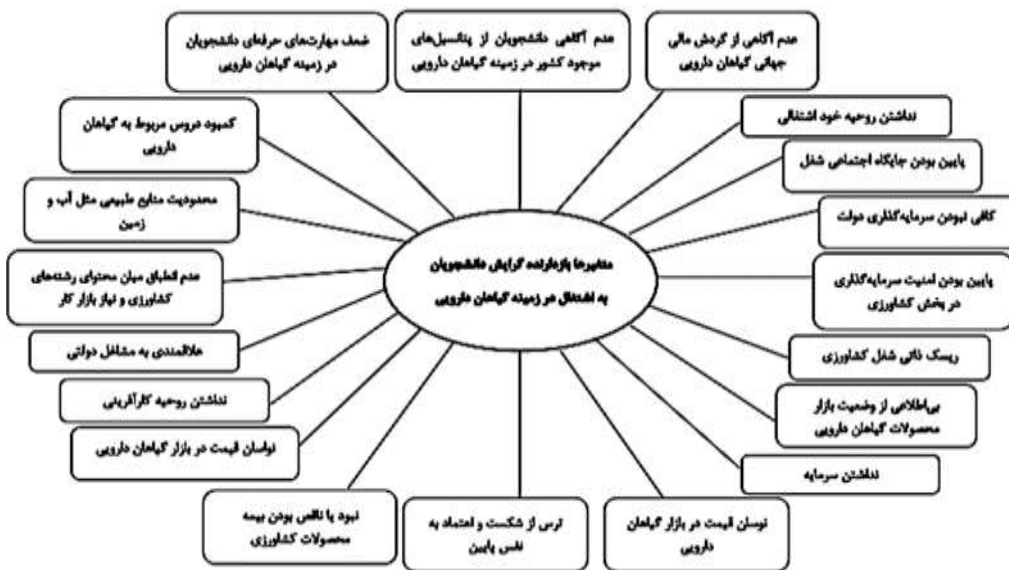 عدم آگاهی از گردش مالی
جهانی گیاهان دارویی
عدم آگاهی دانشجویان از پتانسیل‌های
موجود کشور در زمینه گیاهان دارویی
ضعف مهارت‌های حرفه‌ای دانشجویان
در زمینه گیاهان دارویی
نداشتن روحیه خود اشتغالی
کمبود دروس مربوط به گیاهان
دارویی
پایین بودن جایگاه اجتماعی شغل
محدودیت منابع طبیعی مثل آب و
زمین
کافی نبودن سرمایه‌گذاری دولت
متغیرها بازدارنده گرایش دانشجویان
به اشتغال در زمینه گیاهان دارویی
عدم انطباق میان محتوای رشته‌های
کشاورزی و نیاز بازار کار
پایین بودن امنیت سرمایه‌گذاری
در بخش کشاورزی
علاقمندی به مشاغل دولتی
ریسک ذاتی شغل کشاورزی
نداشتن روحیه کارآفرینی
بی‌اطلاعی از وضعیت بازار
محصولات گیاهان دارویی
نواسان قیمت در بازار گیاهان دارویی
نداشتن سرمایه
نوسان قیمت در بازار گیاهان
دارویی
ترس از شکست و اعتماد به
نفس پایین
نبود یا ناقص بودن بیمه
محصولات کشاورزی